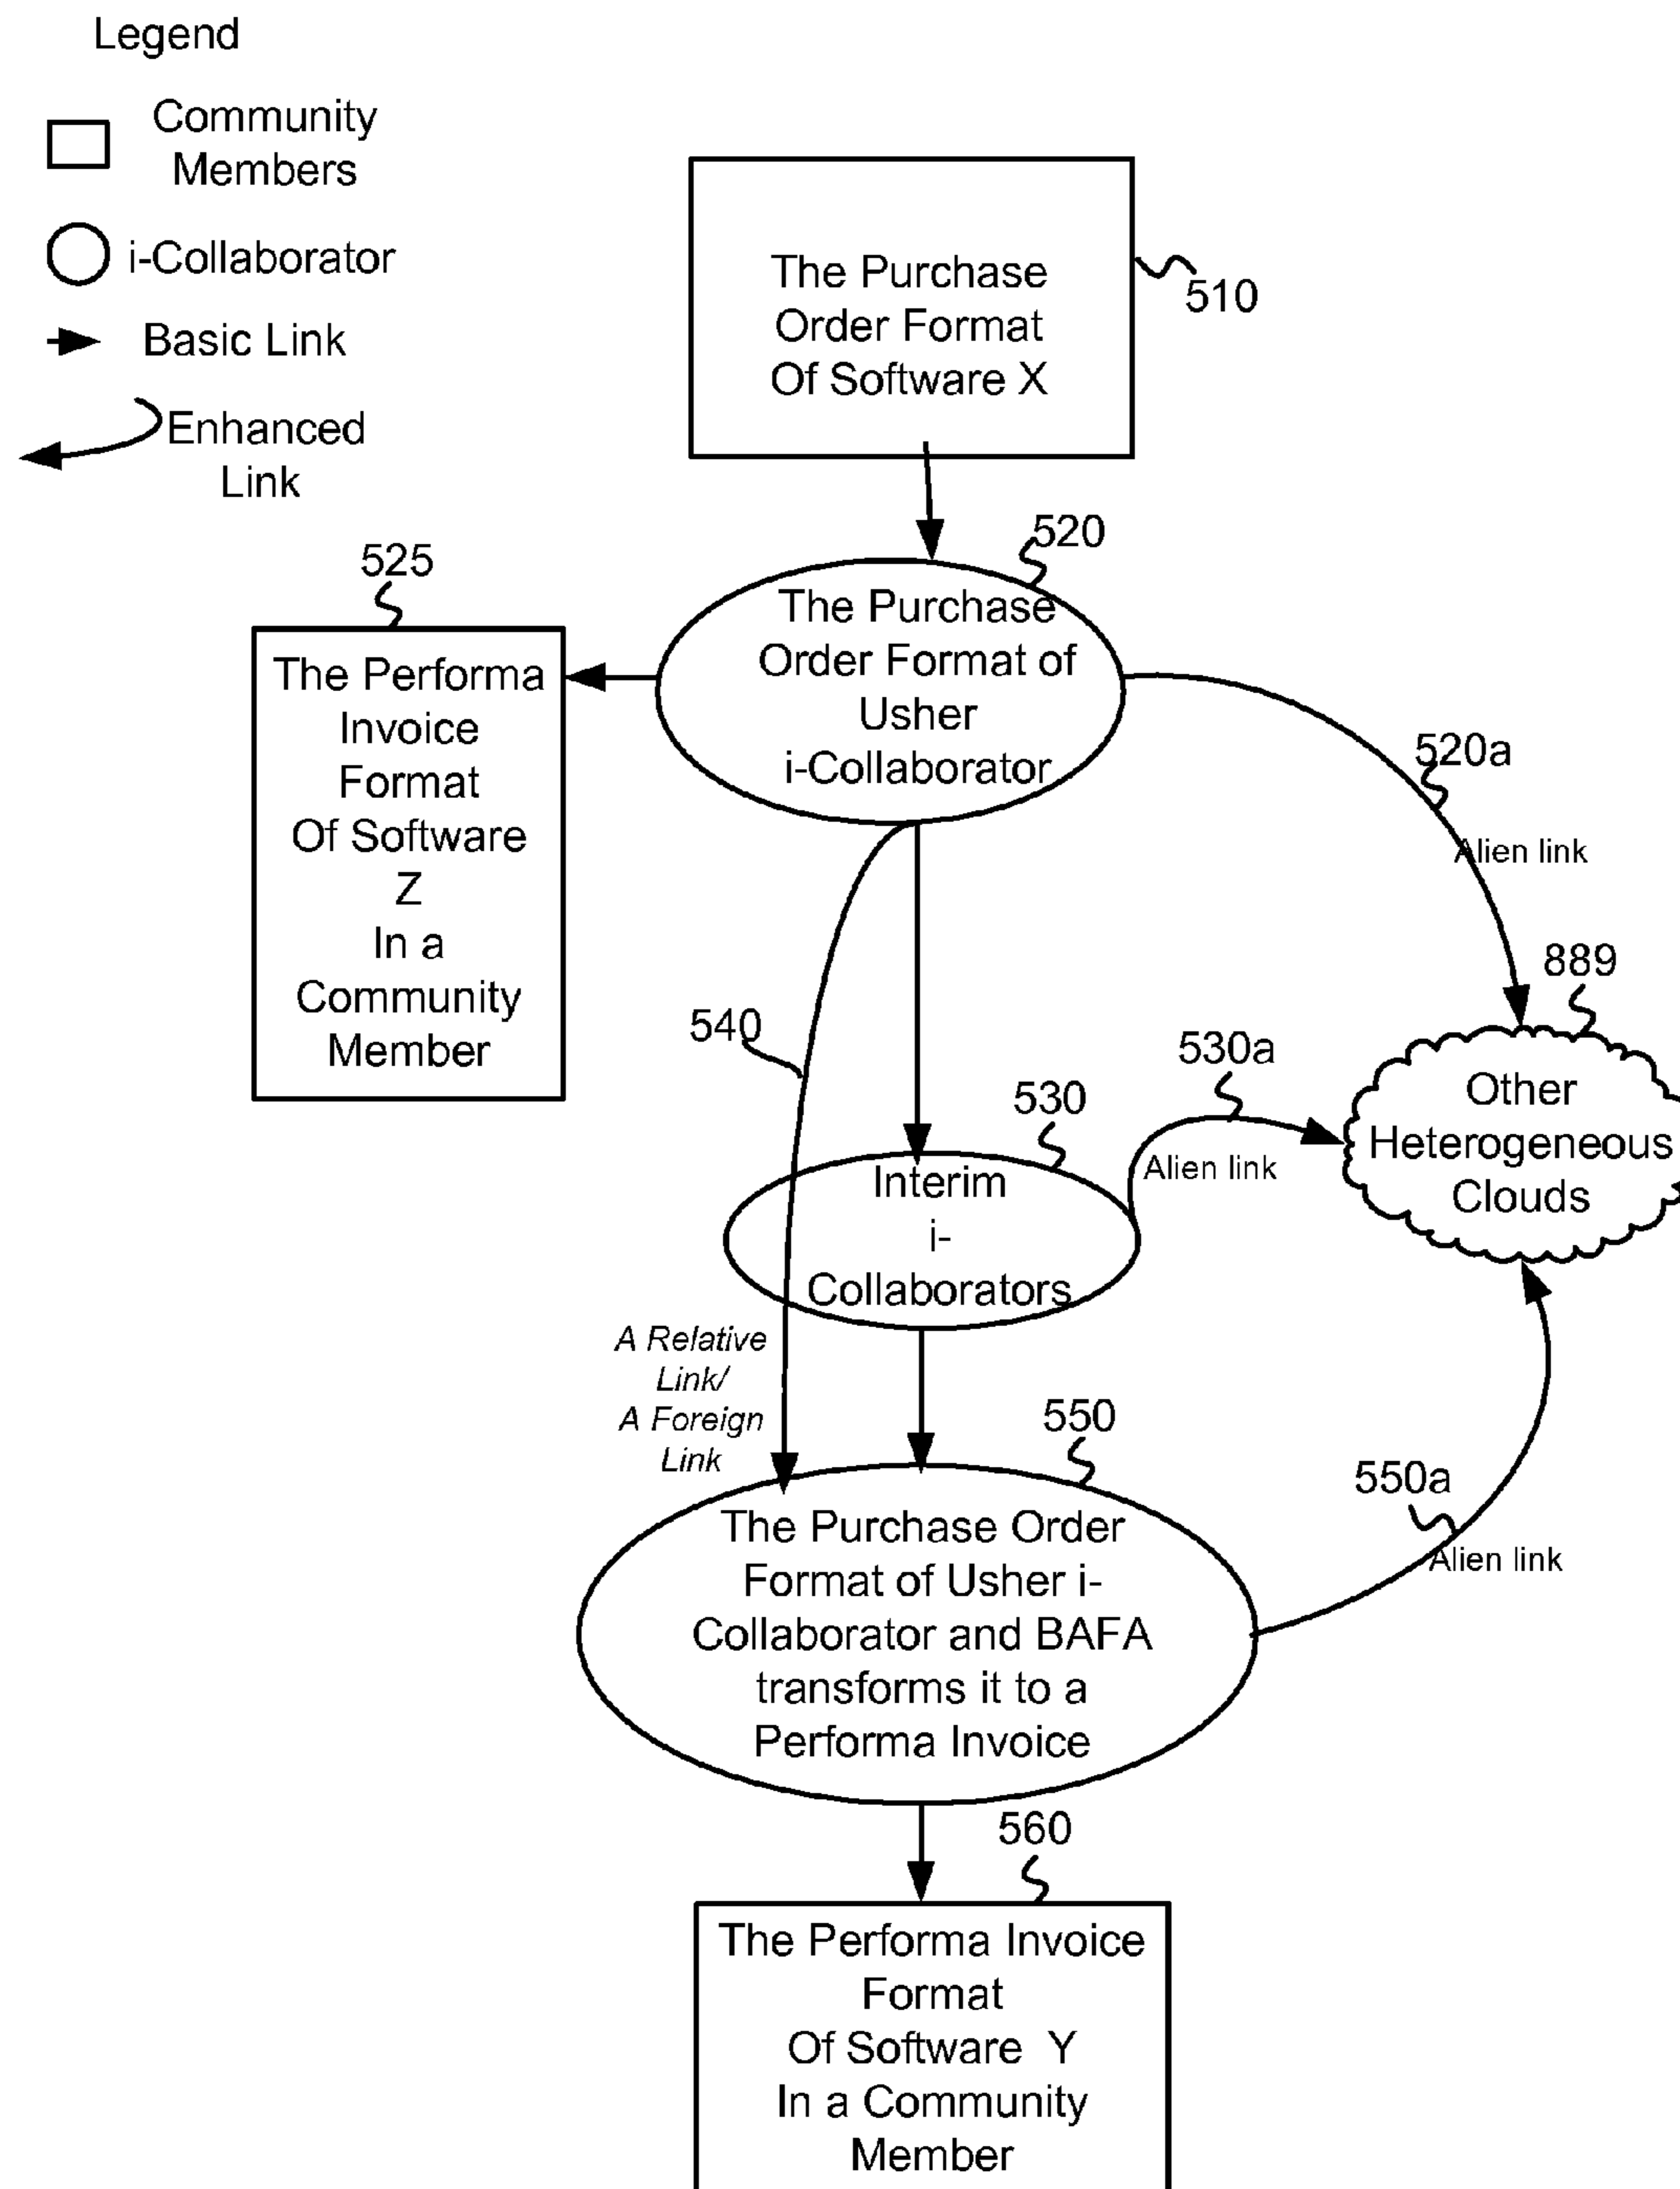 Legend
Community
Members
i-Collaborator
Basic Link
Enhanced
Link
The Purchase
Order Format
Of Software X
510
520
The Purchase
Order Format of
Usher
i-Collaborator
525
The Performa
Invoice
Format
Of Software
Z
In a
Community
Member
520a
Alien link
889
Other
Heterogeneous
Clouds
540
530a
Alien link
530
Interim
i-
Collaborators
A Relative
Link/
A Foreign
Link
550
The Purchase Order
Format of Usher i-
Collaborator and BAFA
transforms it to a
Performa Invoice
550a
Alien link
560
The Performa Invoice
Format
Of Software Y
In a Community
Member